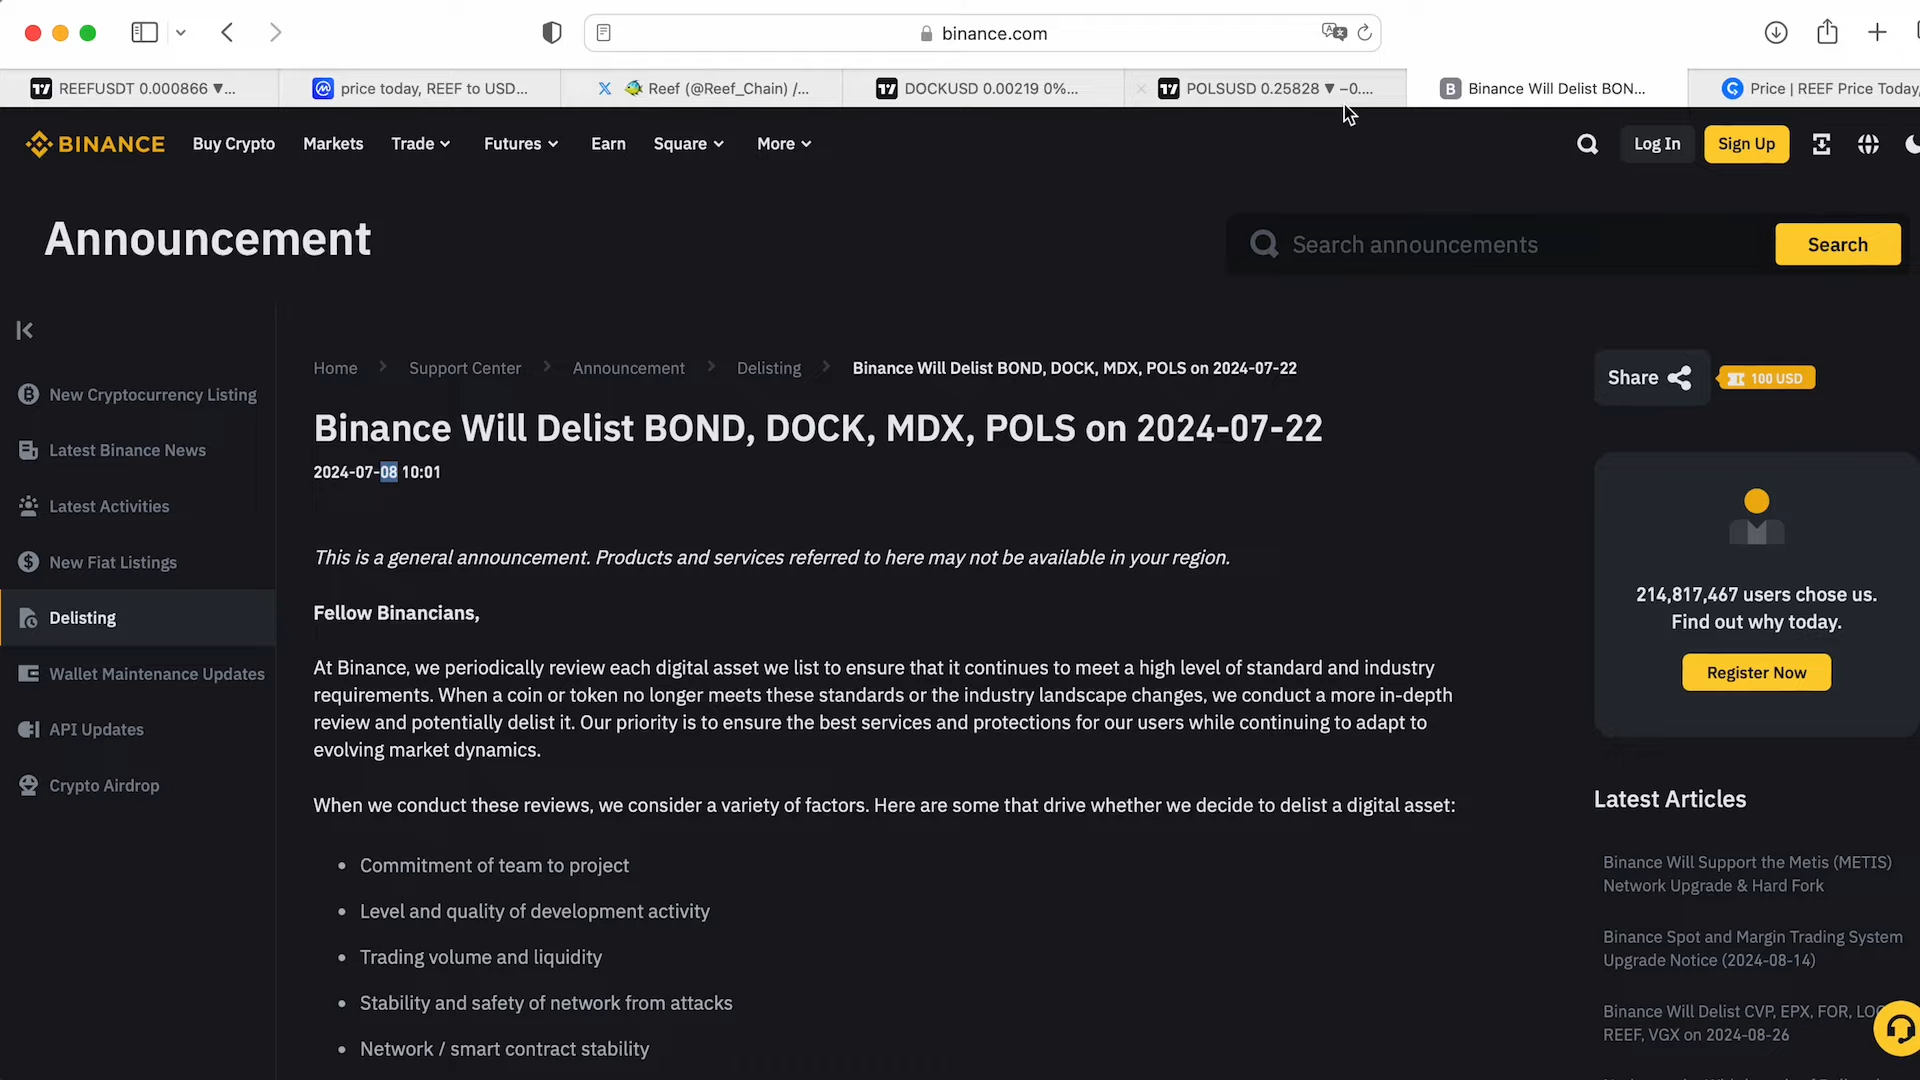 binance.com
REEFUSDT 0.000866 ▼...
price today, REEF to USD...
Reef (@Reef_Chain) /...
DOCKUSD 0.00219 0%...
POLSUSD 0.25828 ▼ −0....
B Binance Will Delist BON...
Price | REEF Price Today,
BINANCE
Buy Crypto
Markets
Trade
Futures
Earn
Square
More
Log In
Sign Up
Announcement
Search announcements
Search
New Cryptocurrency Listing
Latest Binance News
Latest Activities
New Fiat Listings
Delisting
Wallet Maintenance Updates
API Updates
Crypto Airdrop
Home > Support Center > Announcement > Delisting > Binance Will Delist BOND, DOCK, MDX, POLS on 2024-07-22
Binance Will Delist BOND, DOCK, MDX, POLS on 2024-07-22
2024-07-08 10:01
This is a general announcement. Products and services referred to here may not be available in your region.
Fellow Binancians,
At Binance, we periodically review each digital asset we list to ensure that it continues to meet a high level of standard and industry
requirements. When a coin or token no longer meets these standards or the industry landscape changes, we conduct a more in-depth
review and potentially delist it. Our priority is to ensure the best services and protections for our users while continuing to adapt to
evolving market dynamics.
When we conduct these reviews, we consider a variety of factors. Here are some that drive whether we decide to delist a digital asset:
• Commitment of team to project
• Level and quality of development activity
• Trading volume and liquidity
• Stability and safety of network from attacks
• Network / smart contract stability
Share
100 USD
214,817,467 users chose us.
Find out why today.
Register Now
Latest Articles
Binance Will Support the Metis (METIS)
Network Upgrade & Hard Fork
Binance Spot and Margin Trading System
Upgrade Notice (2024-08-14)
Binance Will Delist CVP, EPX, FOR,
REEF, VGX on 2024-08-26